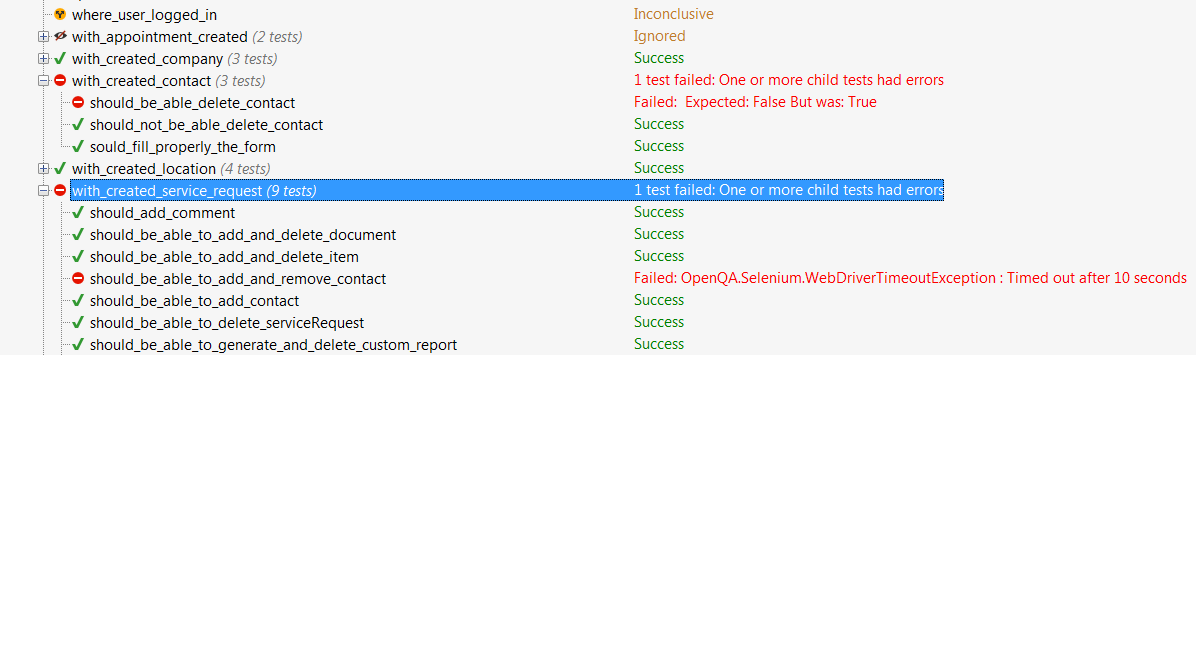 where_user_logged_in Inconclusive
with_appointment_created (2 tests) Ignored
with_created_company (3 tests) Success
with_created_contact (3 tests) 1 test failed: One or more child tests had errors
should_be_able_delete_contact Failed:  Expected: False But was: True
should_not_be_able_delete_contact Success
sould_fill_properly_the_form Success
with_created_location (4 tests) Success
with_created_service_request (9 tests) 1 test failed: One or more child tests had errors
should_add_comment Success
should_be_able_to_add_and_delete_document Success
should_be_able_to_add_and_delete_item Success
should_be_able_to_add_and_remove_contact Failed: OpenQA.Selenium.WebDriverTimeoutException : Timed out after 10 seconds
should_be_able_to_add_contact Success
should_be_able_to_delete_serviceRequest Success
should_be_able_to_generate_and_delete_custom_report Success